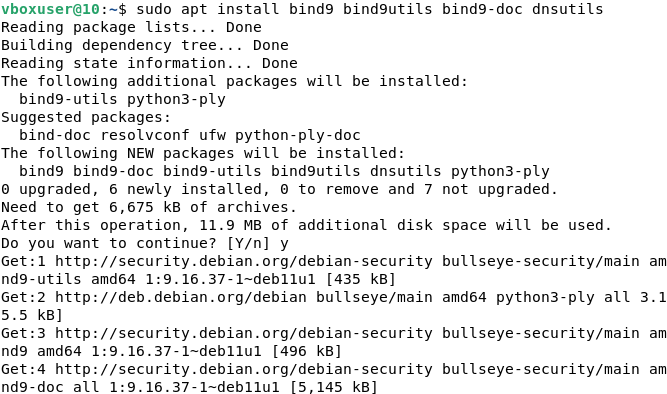 vboxuser@10:~$ sudo apt install bind9 bind9utils bind9-doc dnsutils
Reading package lists... Done
Building dependency tree... Done
Reading state information... Done
The following additional packages will be installed:
  bind9-utils python3-ply
Suggested packages:
  bind-doc resolvconf ufw python-ply-doc
The following NEW packages will be installed:
  bind9 bind9-doc bind9-utils bind9utils dnsutils python3-ply
0 upgraded, 6 newly installed, 0 to remove and 7 not upgraded.
Need to get 6,675 kB of archives.
After this operation, 11.9 MB of additional disk space will be used.
Do you want to continue? [Y/n] y
Get:1 http://security.debian.org/debian-security bullseye-security/main am
nd9-utils amd64 1:9.16.37-1~deb11u1 [435 kB]
Get:2 http://deb.debian.org/debian bullseye/main amd64 python3-ply all 3.1
5.5 kB]
Get:3 http://security.debian.org/debian-security bullseye-security/main am
nd9 amd64 1:9.16.37-1~deb11u1 [496 kB]
Get:4 http://security.debian.org/debian-security bullseye-security/main am
nd9-doc all 1:9.16.37-1~deb11u1 [5,145 kB]